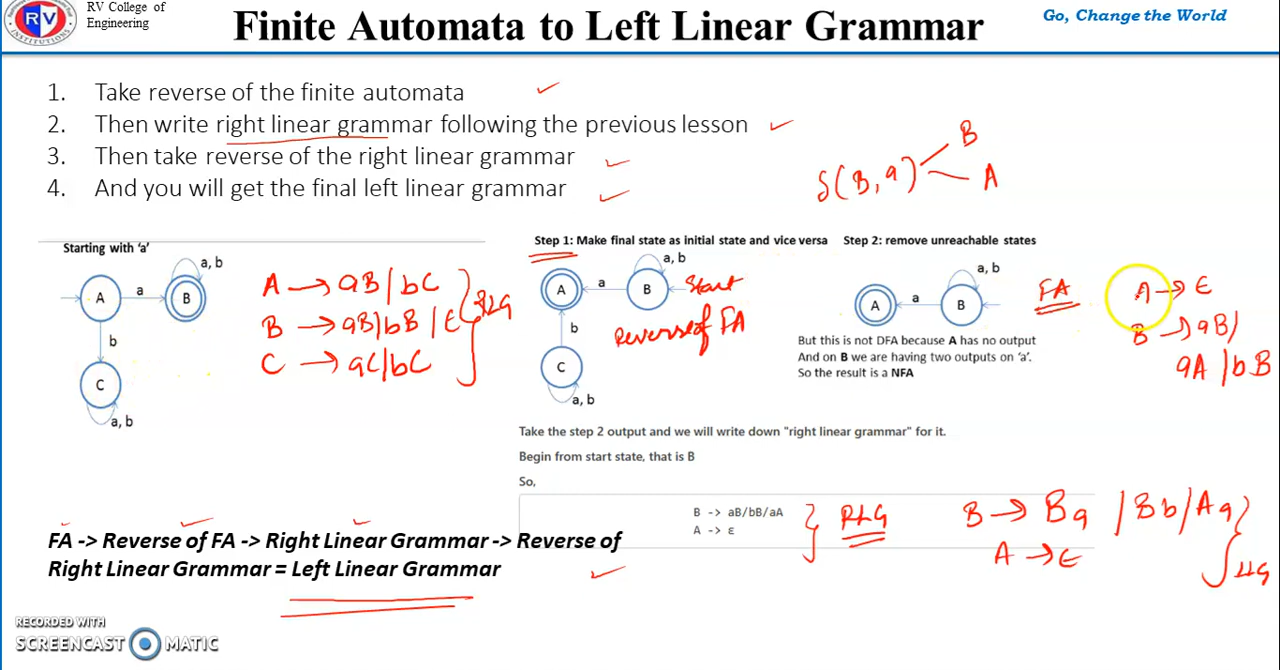 RV College of
Engineering
RV
INSTITUTIONS
Finite Automata to Left Linear Grammar
Go, Change the World
1. Take reverse of the finite automata
2. Then write right linear grammar following the previous lesson
3. Then take reverse of the right linear grammar
4. And you will get the final left linear grammar
δ(B,a) B
A
Starting with 'a'
A a B a, b
b
C
a, b
A → aB/bC
B → aB/bB/ε
C → aC/bC
} RLG
Step 1: Make final state as initial state and vice versa
A a B a, b
Start
b
C
a, b
Reverse of FA
Step 2: remove unreachable states
A a B a, b
FA
But this is not DFA because A has no output
And on B we are having two outputs on 'a'.
So the result is a NFA
A → ε
B → aB/
aA/bB
Take the step 2 output and we will write down "right linear grammar" for it.
Begin from start state, that is B
So,
B -> aB/bB/aA
A -> ε
} RLG
B → Ba/Bb/Aa
A → ε
} LLG
FA -> Reverse of FA -> Right Linear Grammar -> Reverse of
Right Linear Grammar = Left Linear Grammar
RECORDED WITH
SCREENCAST MATIC